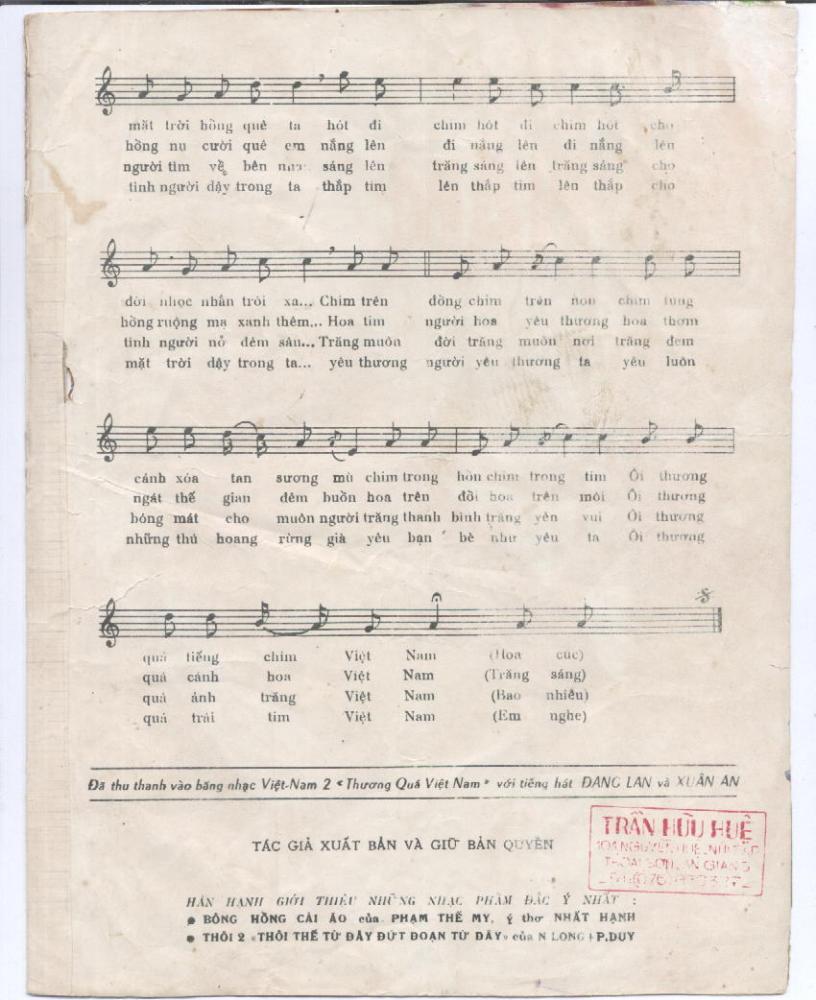 mặt trời hồng quê ta hót đi chim hót đi chim hót cho
hồng nụ cười quê em nắng lên đi nắng lên đi nắng lên
người tìm về bên nhau sáng lên trăng sáng lên trăng sáng cho
tình người dậy trong ta thắp tim lên thắp tim lên thắp cho
đời nhọc nhằn trôi xa... Chim trên đồng chim trên non chim tung
hồng ruộng mạ xanh thêm... Hoa tim người hoa yêu thương hoa thơm
tình người nở đêm sâu... Trăng muôn đời trăng muôn nơi trăng đem
mặt trời dậy trong ta... yêu thương người yêu thương ta yêu luôn
cánh xóa tan sương mù chim trong hồn chim trong tim Ôi thương
ngát thế gian đêm buồn hoa trên đồi hoa trên môi Ôi thương
bóng mát cho muôn người trăng thanh bình trăng yên vui Ôi thương
những thú hoang rừng già yêu bạn bè như yêu ta Ôi thương
quá tiếng chim Việt Nam (Hoa cúc)
quá cánh hoa Việt Nam (Trăng sáng)
quá ánh trăng Việt Nam (Bao nhiêu)
quá trái tim Việt Nam (Em nghe)
Đã thu thanh vào băng nhạc Việt-Nam 2 « Thương Quá Việt Nam » với tiếng hát ĐANG LAN và XUÂN AN
TÁC GIẢ XUẤT BẢN VÀ GIỮ BẢN QUYỀN
TRẦN HỮU HUỆ
THOẠI SƠN, AN GIANG
HÂN HẠNH GIỚI THIỆU NHỮNG NHẠC PHẨM ĐẮC Ý NHẤT :
● BÔNG HỒNG CÀI ÁO của PHẠM THẾ MỸ, ý thơ NHẤT HẠNH
● THÔI 2 «THÔI THẾ TỪ ĐÂY ĐỨT ĐOẠN TỪ ĐÂY» của N LONG + P.DUY